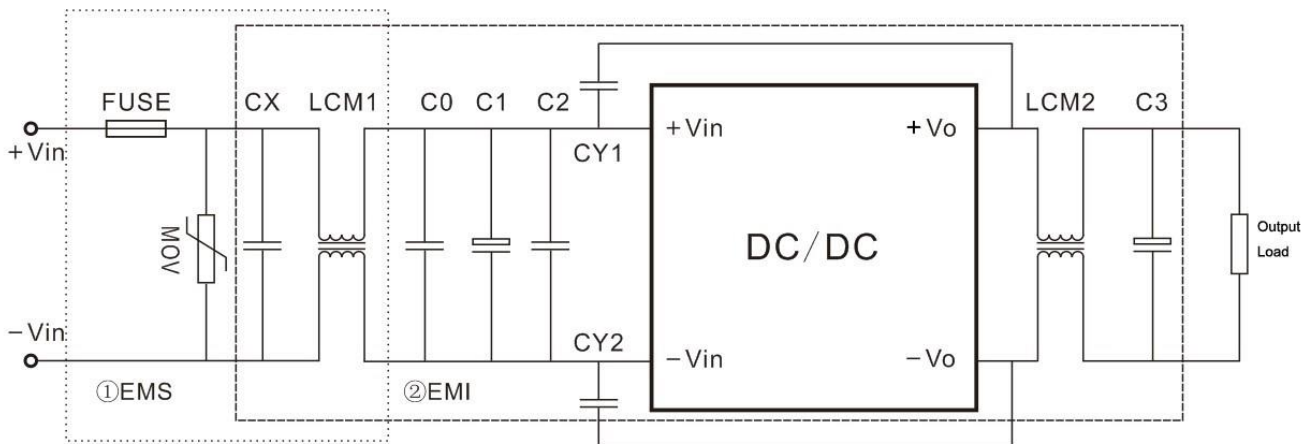 FUSE
CX
LCM1
C0
C1
C2
LCM2
C3
+Vin
CY1
+Vin
+Vo
MOV
DC/DC
Output
Load
−Vin
CY2
−Vin
−Vo
①EMS
②EMI